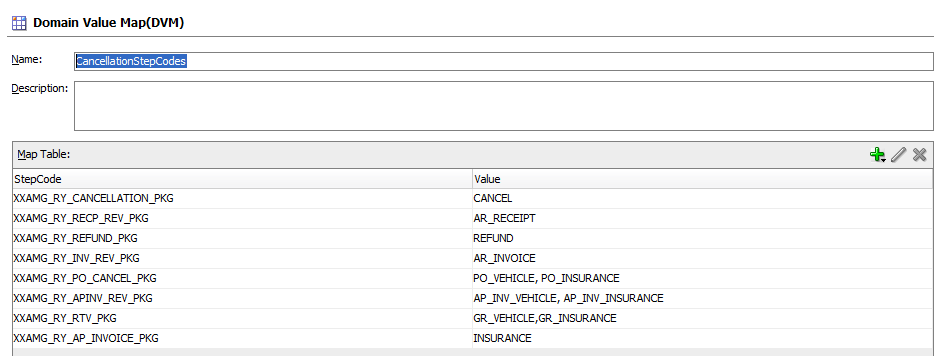 Domain Value Map(DVM)
Name: CancellationStepCodes
Description:
Map Table:
StepCode Value
XXAMG_RY_CANCELLATION_PKG CANCEL
XXAMG_RY_RECP_REV_PKG AR_RECEIPT
XXAMG_RY_REFUND_PKG REFUND
XXAMG_RY_INV_REV_PKG AR_INVOICE
XXAMG_RY_PO_CANCEL_PKG PO_VEHICLE, PO_INSURANCE
XXAMG_RY_APINV_REV_PKG AP_INV_VEHICLE, AP_INV_INSURANCE
XXAMG_RY_RTV_PKG GR_VEHICLE,GR_INSURANCE
XXAMG_RY_AP_INVOICE_PKG INSURANCE